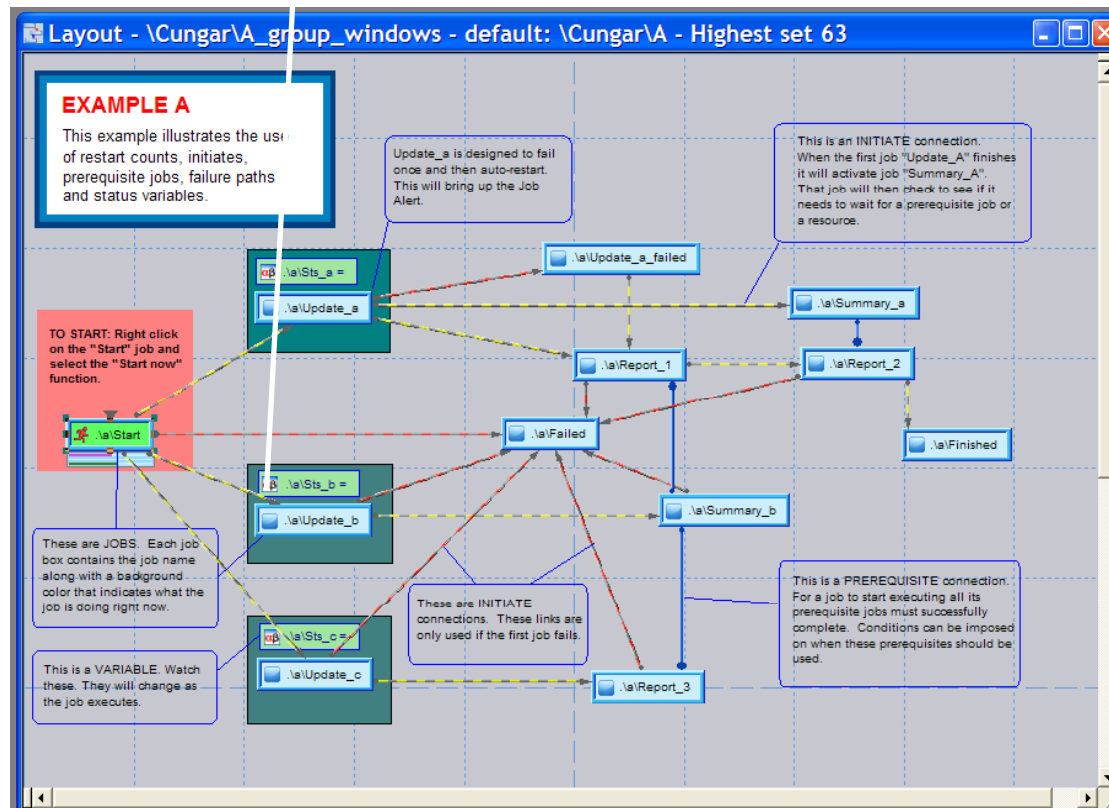 Layout - \Cungar\A_group_windows - default: \Cungar\A - Highest set 63
EXAMPLE A
This example illustrates the use
of restart counts, initiates,
prerequisite jobs, failure paths
and status variables.
Update_a is designed to fail
once and then auto-restart.
This will bring up the Job
Alert.
This is an INITIATE connection.
When the first job "Update_A" finishes
it will activate job "Summary_A".
That job will then check to see if it
needs to wait for a prerequisite job or
a resource.
.\a\Update_a_failed
αβ .\a\Sts_a =
.\a\Update_a
.\a\Summary_a
TO START: Right click
on the "Start" job and
select the "Start now"
function.
.\a\Report_1
.\a\Report_2
.\a\Start
.\a\Failed
.\a\Finished
αβ .\a\Sts_b =
.\a\Update_b
.\a\Summary_b
These are JOBS. Each job
box contains the job name
along with a background
color that indicates what the
job is doing right now.
These are INITIATE
connections. These links are
only used if the first job fails.
This is a PREREQUISITE connection.
For a job to start executing all its
prerequisite jobs must successfully
complete. Conditions can be imposed
on when these prerequisites should be
used.
αβ .\a\Sts_c =
.\a\Update_c
This is a VARIABLE. Watch
these. They will change as
the job executes.
.\a\Report_3